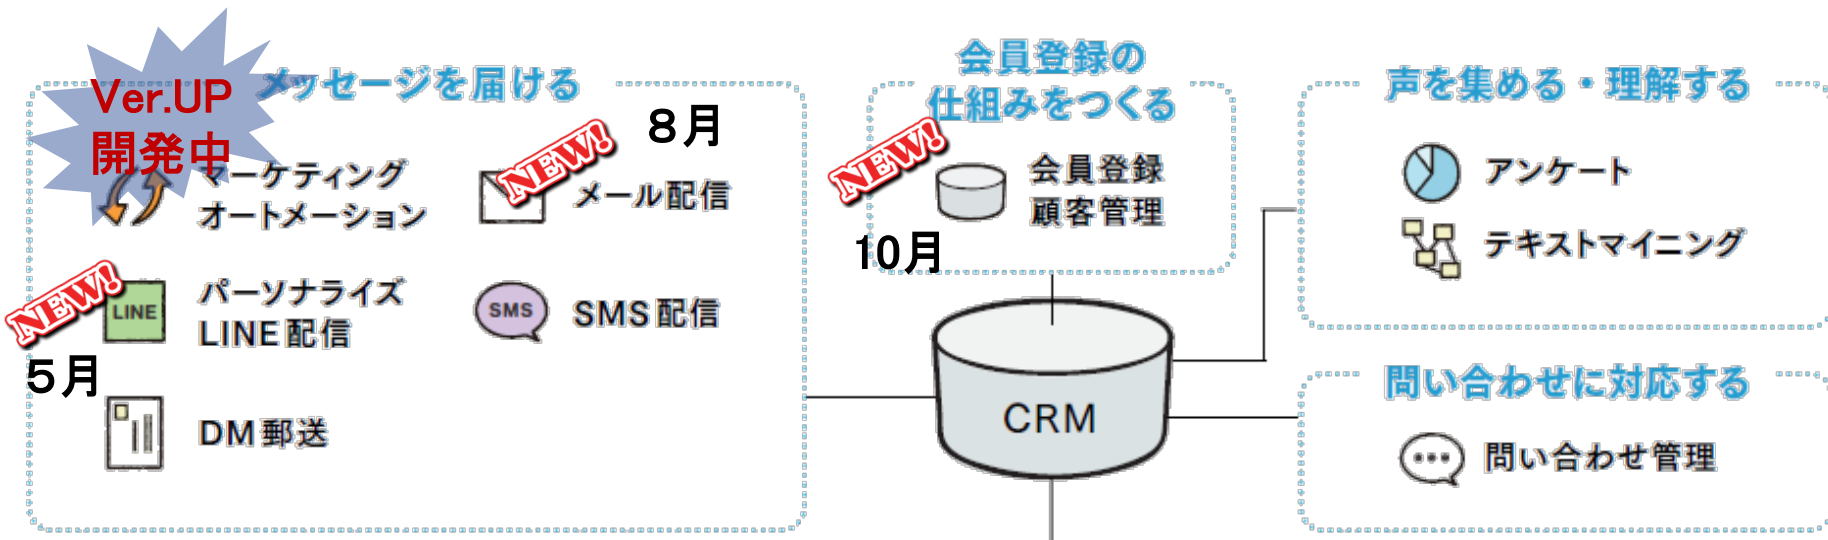 Ver.UP
開発中
メッセージを届ける
マーケティング
オートメーション
NEW!
8月
メール配信
NEW!
5月
LINE
パーソナライズ
LINE配信
SMS
SMS配信
DM郵送
会員登録の
仕組みをつくる
NEW!
10月
会員登録
顧客管理
CRM
声を集める・理解する
アンケート
テキストマイニング
問い合わせに対応する
問い合わせ管理